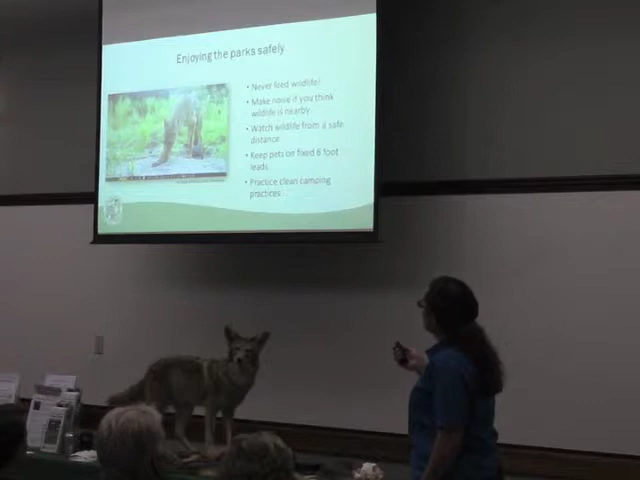 Enjoying the parks safely
• Never feed wildlife!
• Make noise if you think
wildlife is nearby.
• Watch wildlife from a safe
distance
• Keep pets on fixed 6 foot
leads
• Practice clean camping
practices